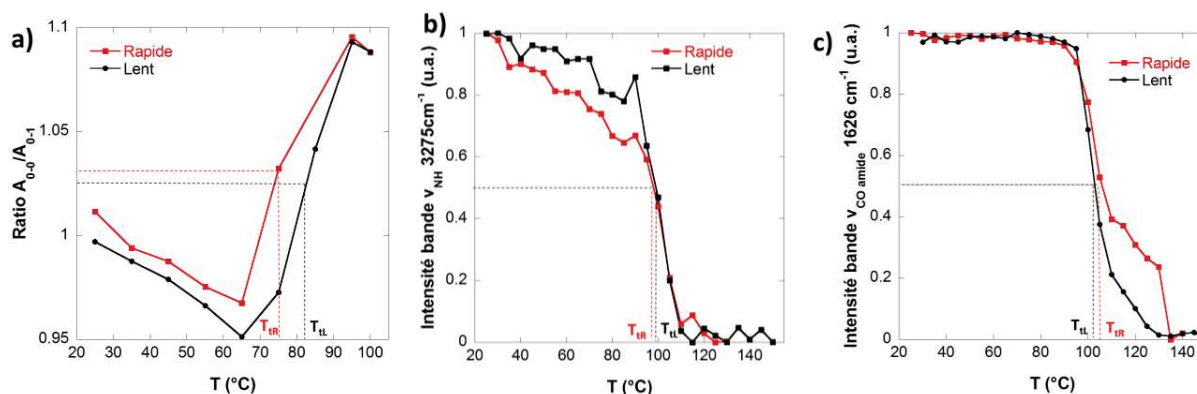 a)
Rapide
Lent
Ratio A0-0/A0-1
1.1
1.05
1
0.95
TtR
TtL
20 30 40 50 60 70 80 90 100
T (°C)
b)
Rapide
Lent
Intensité bande νNH 3275cm-1 (u.a.)
1
0.8
0.6
0.4
0.2
0
TtR
TtL
20 40 60 80 100 120 140
T (°C)
c)
Rapide
Lent
Intensité bande νCO amide 1626 cm-1 (u.a.)
1
0.8
0.6
0.4
0.2
0
TtL
TtR
20 40 60 80 100 120 140
T (°C)